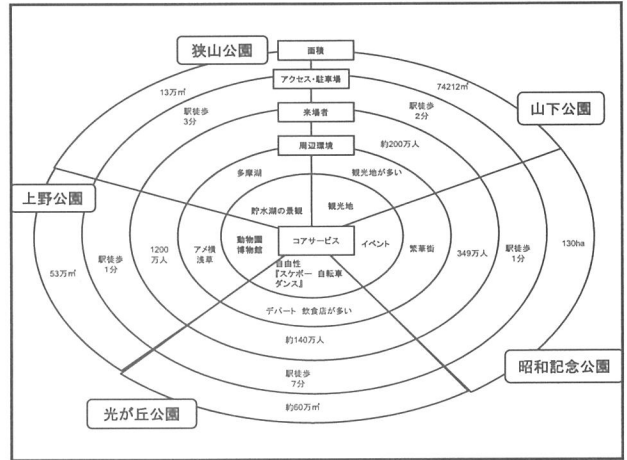 狭山公園
面積
アクセス・駐車場
来場者
周辺環境
コアサービス
13万㎡
駅徒歩
3分
多摩湖
貯水湖の景観
74212㎡
駅徒歩
2分
約200万人
観光地が多い
観光地
山下公園
上野公園
53万㎡
駅徒歩
1分
1200
万人
アメ横
浅草
動物園
博物館
イベント
繁華街
349万人
駅徒歩
1分
130ha
昭和記念公園
自由性
『スケボー 自転車
ダンス』
デパート 飲食店が多い
約140万人
駅徒歩
7分
約60万㎡
光が丘公園